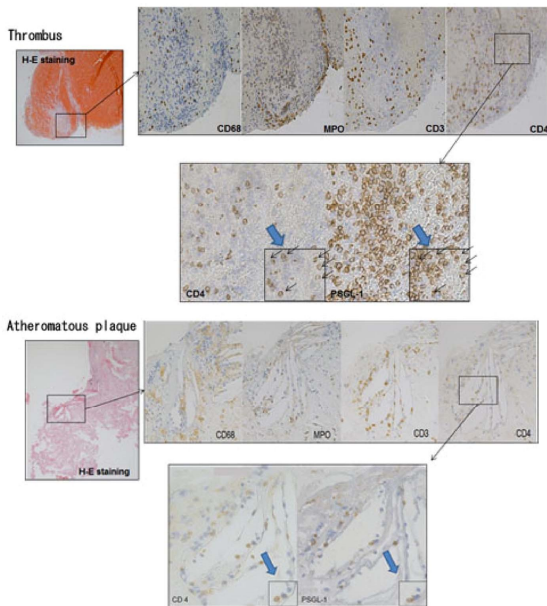 Thrombus
H-E staining
CD68
MPO
CD3
CD4
CD4
PSGL-1
Atheromatous plaque
H-E staining
CD68
MPO
CD3
CD4
CD 4
PSGL-1